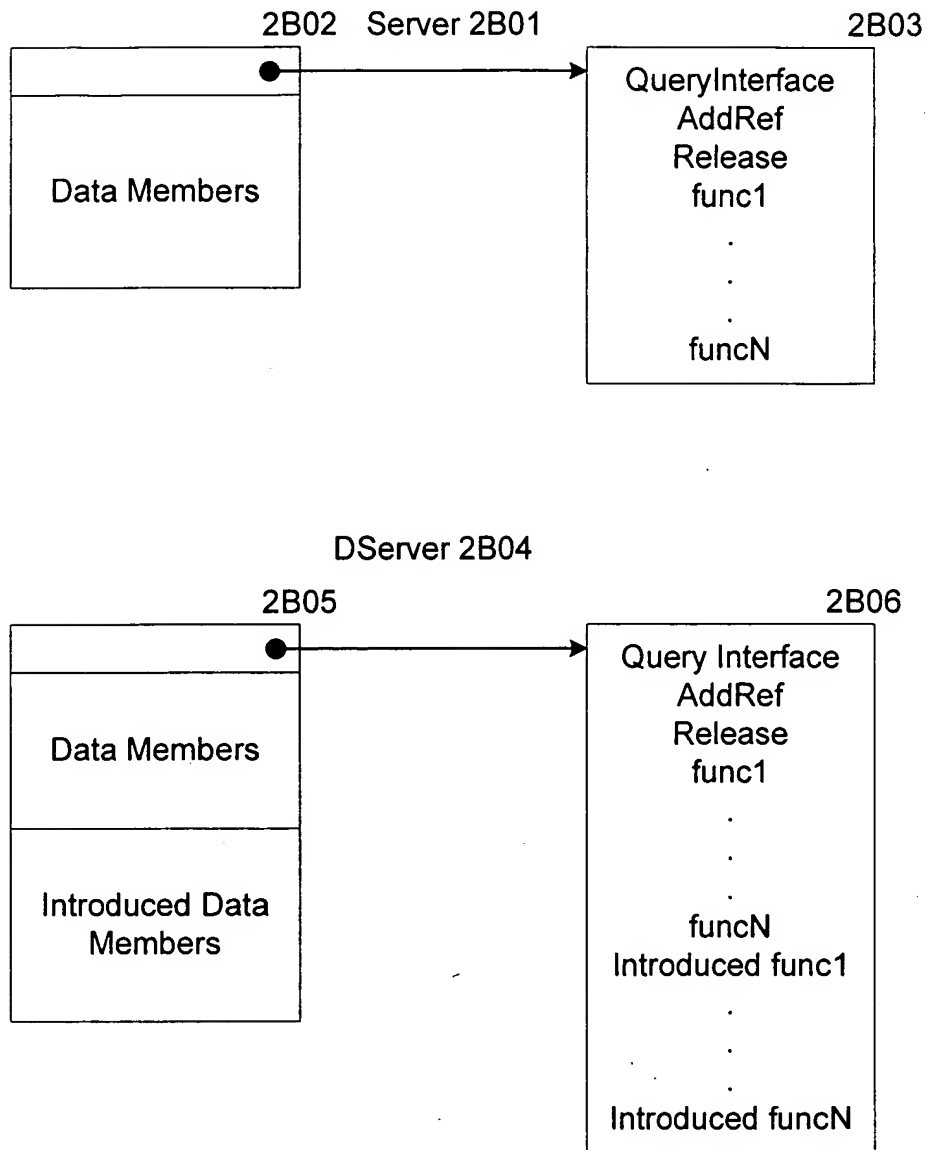 2B02 Server 2B01 2B03
QueryInterface
AddRef
Release
func1
.
.
.
funcN
Data Members
DServer 2B04
2B05 2B06
Query Interface
AddRef
Release
func1
.
.
.
funcN
Introduced func1
.
.
.
Introduced funcN
Data Members
Introduced Data
Members